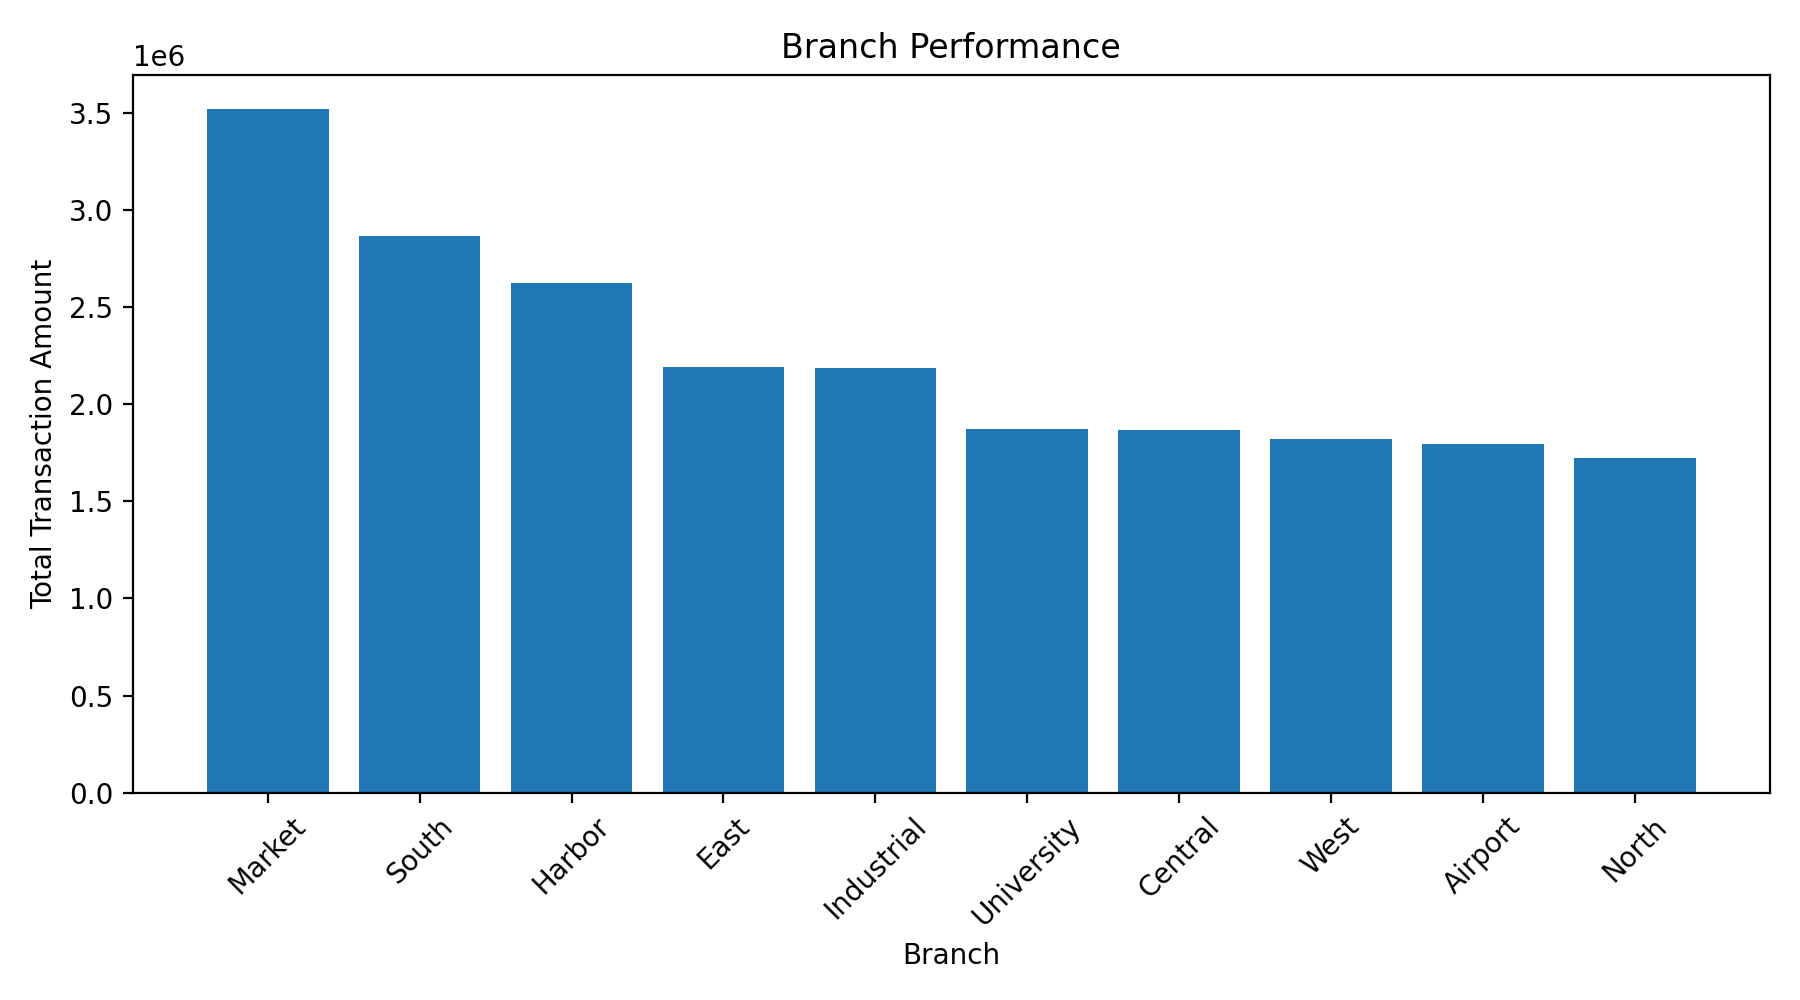 Branch Performance
1e6
3.5
3.0
2.5
2.0
1.5
1.0
0.5
0.0
Total Transaction Amount
Market
South
Harbor
East
Industrial
University
Central
West
Airport
North
Branch